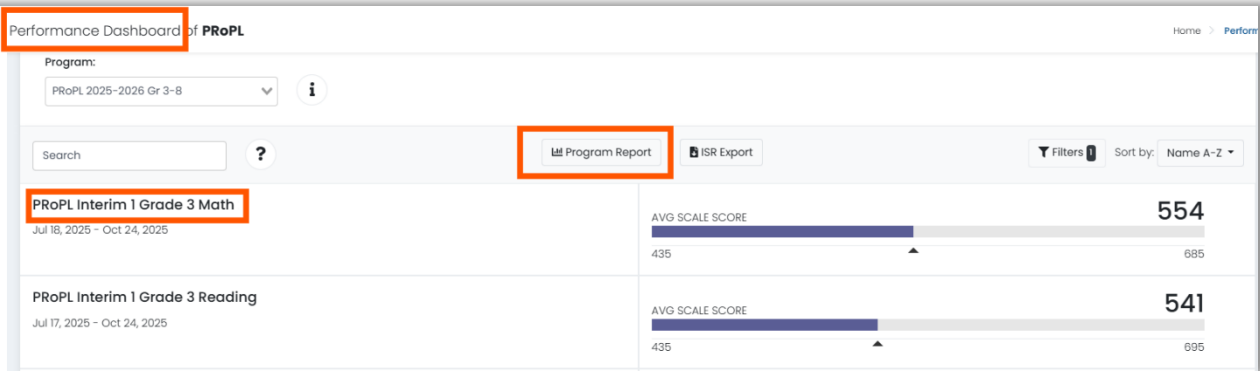 Performance Dashboard of PRoPL
Home > Perform
Program:
PRoPL 2025-2026 Gr 3-8
i
Search
?
Program Report
ISR Export
Filters 1
Sort by:
Name A-Z
PRoPL Interim 1 Grade 3 Math
Jul 18, 2025 - Oct 24, 2025
AVG SCALE SCORE
554
435
685
PRoPL Interim 1 Grade 3 Reading
Jul 17, 2025 - Oct 24, 2025
AVG SCALE SCORE
541
435
695